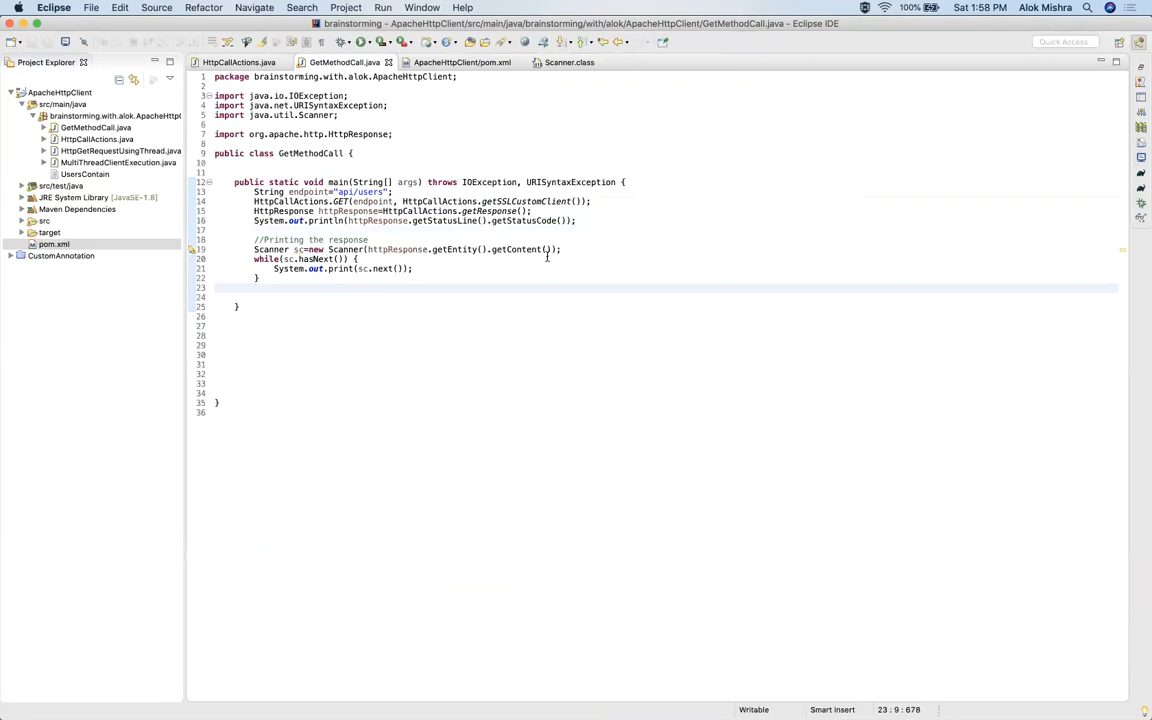 Eclipse File Edit Source Refactor Navigate Search Project Run Window Help 100% Sat 1:58 PM Alok Mishra
brainstorming - ApacheHttpClient/src/main/java/brainstorming/with/alok/ApacheHttpClient/GetMethodCall.java - Eclipse IDE
Quick Access
Project Explorer
HttpCallActions.java GetMethodCall.java ApacheHttpClient/pom.xml Scanner.class
ApacheHttpClient
src/main/java
brainstorming.with.alok.ApacheHttpC
GetMethodCall.java
HttpCallActions.java
HttpGetRequestUsingThread.java
MultiThreadClientExecution.java
UsersContain
src/test/java
JRE System Library [JavaSE-1.8]
Maven Dependencies
src
target
pom.xml
CustomAnnotation
1 package brainstorming.with.alok.ApacheHttpClient;
2
3 import java.io.IOException;
4 import java.net.URISyntaxException;
5 import java.util.Scanner;
6
7 import org.apache.http.HttpResponse;
8
9 public class GetMethodCall {
10
11
12 public static void main(String[] args) throws IOException, URISyntaxException {
13 String endpoint="api/users";
14 HttpCallActions.GET(endpoint, HttpCallActions.getSSLCustomClient());
15 HttpResponse httpResponse=HttpCallActions.getResponse();
16 System.out.println(httpResponse.getStatusLine().getStatusCode());
17
18 //Printing the response
19 Scanner sc=new Scanner(httpResponse.getEntity().getContent());
20 while(sc.hasNext()) {
21 System.out.print(sc.next());
22 }
23
24
25 }
26
27
28
29
30
31
32
33
34
35 }
36
Writable Smart Insert 23 : 9 : 678